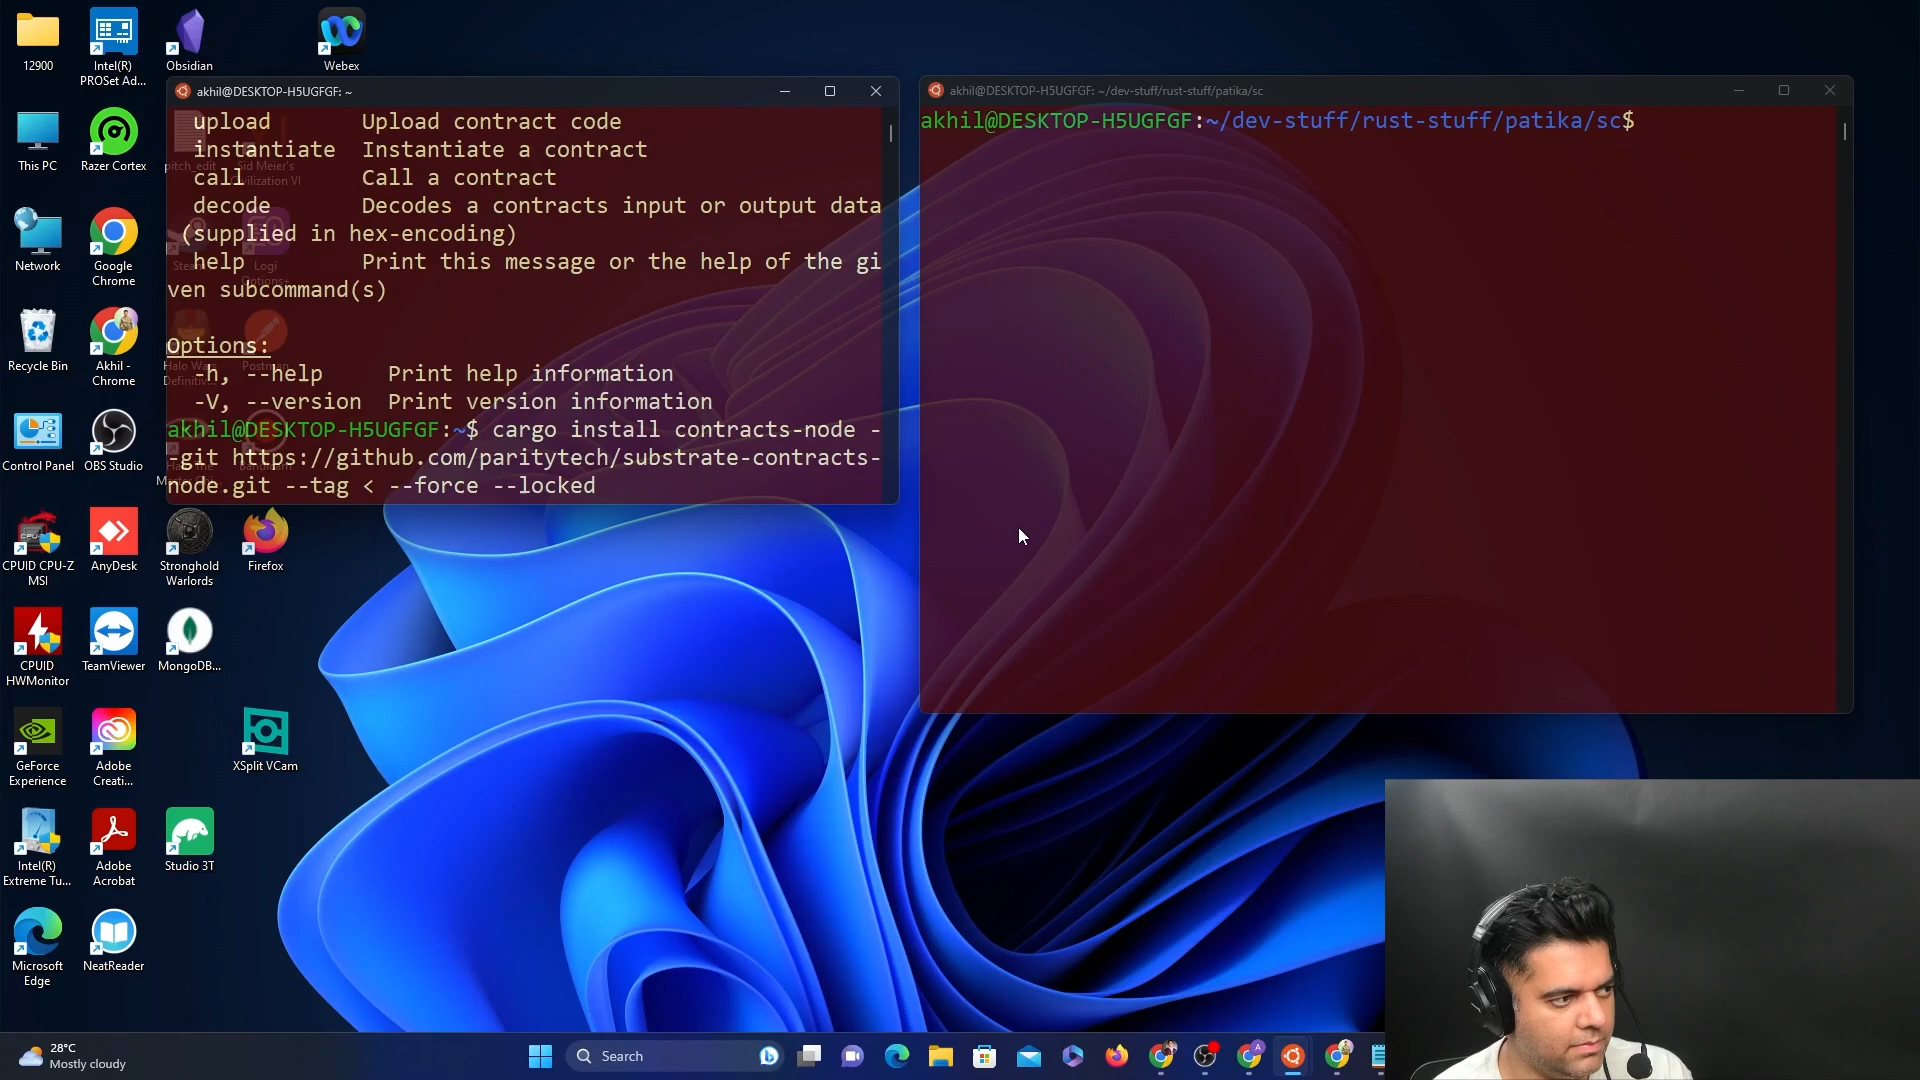 12900
Intel(R)
PROSet Ad...
Obsidian
Webex
This PC
Razer Cortex
Network
Google
Chrome
Recycle Bin
Akhil -
Chrome
Control Panel
OBS Studio
CPUID CPU-Z
MSI
AnyDesk
Stronghold
Warlords
Firefox
CPUID
HWMonitor
TeamViewer
MongoDB...
GeForce
Experience
Adobe
Creati...
XSplit VCam
Intel(R)
Extreme Tu...
Adobe
Acrobat
Studio 3T
Microsoft
Edge
NeatReader
akhil@DESKTOP-H5UGFGF: ~
upload Upload contract code
instantiate Instantiate a contract
call Call a contract
decode Decodes a contracts input or output data
(supplied in hex-encoding)
help Print this message or the help of the gi
ven subcommand(s)
Options:
-h, --help Print help information
-V, --version Print version information
akhil@DESKTOP-H5UGFGF:~$ cargo install contracts-node -
-git https://github.com/paritytech/substrate-contracts-
node.git --tag < --force --locked
akhil@DESKTOP-H5UGFGF: ~/dev-stuff/rust-stuff/patika/sc
akhil@DESKTOP-H5UGFGF:~/dev-stuff/rust-stuff/patika/sc$
28°C
Mostly cloudy
Search